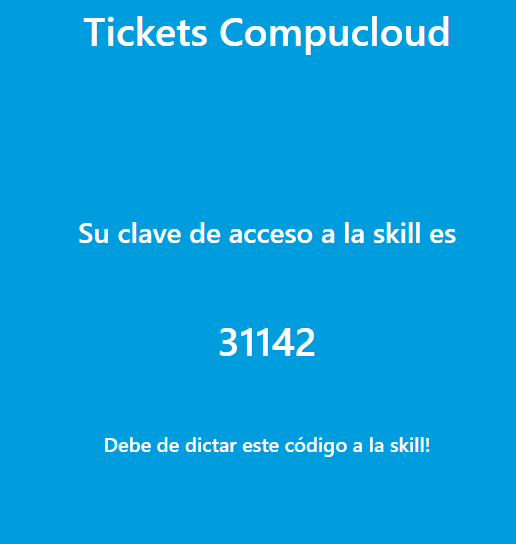 Tickets Compucloud
Su clave de acceso a la skill es
31142
Debe de dictar este código a la skill!